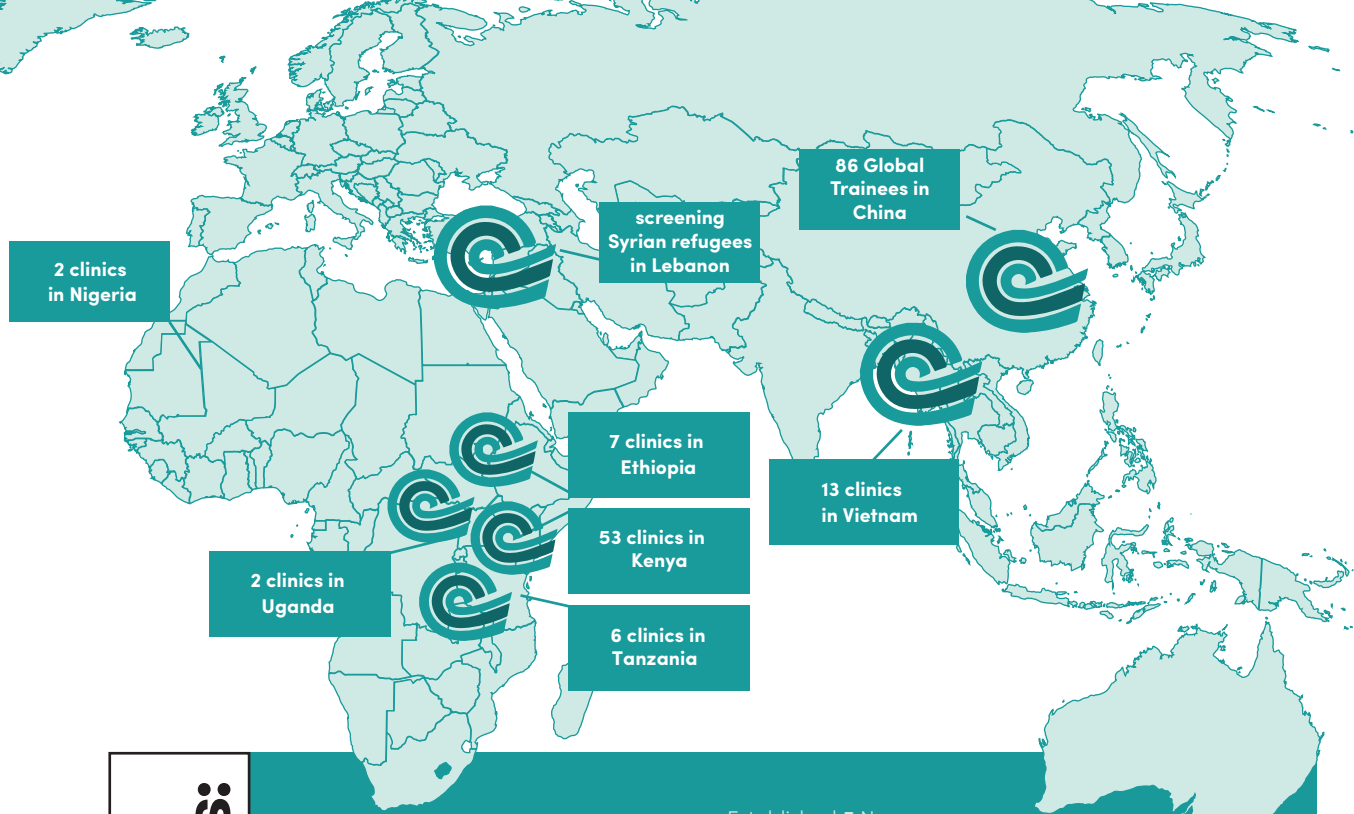 86 Global
Trainees in
China
screening
Syrian refugees
in Lebanon
2 clinics
in Nigeria
7 clinics in
Ethiopia
13 clinics
in Vietnam
53 clinics in
Kenya
2 clinics in
Uganda
6 clinics in
Tanzania